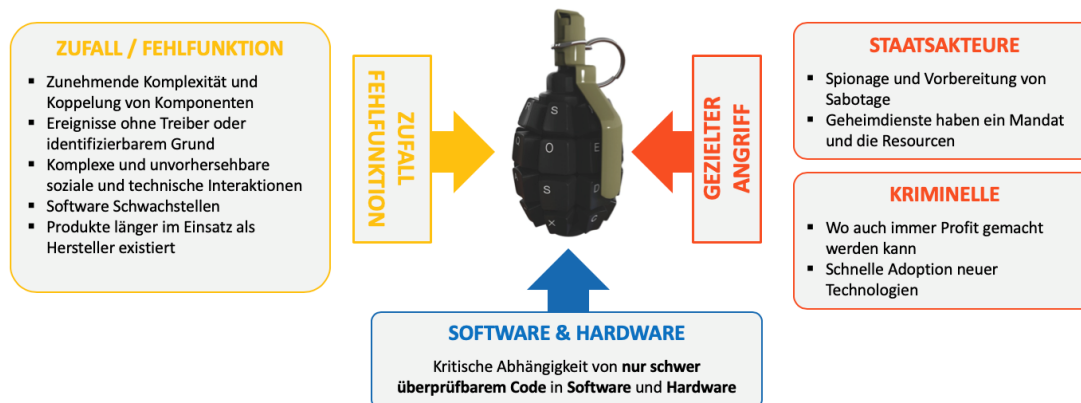 ZUFALL / FEHLFUNKTION
▪ Zunehmende Komplexität und
Koppelung von Komponenten
▪ Ereignisse ohne Treiber oder
identifizierbarem Grund
▪ Komplexe und unvorhersehbare
soziale und technische Interaktionen
▪ Software Schwachstellen
▪ Produkte länger im Einsatz als
Hersteller existiert
ZUFALL
FEHLFUNKTION
S
O
E
S
D
X
C
GEZIELTER
ANGRIFF
STAATSAKTEURE
▪ Spionage und Vorbereitung von
Sabotage
▪ Geheimdienste haben ein Mandat
und die Resourcen
KRIMINELLE
▪ Wo auch immer Profit gemacht
werden kann
▪ Schnelle Adoption neuer
Technologien
SOFTWARE & HARDWARE
Kritische Abhängigkeit von nur schwer
überprüfbarem Code in Software und Hardware